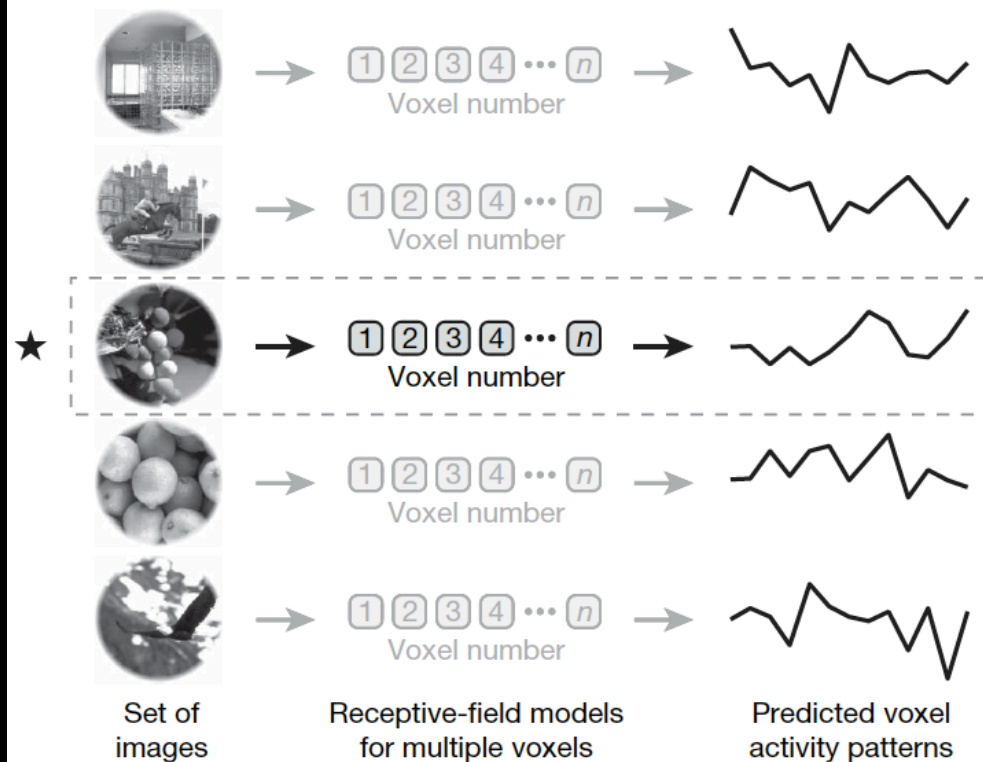 1 2 3 4 ••• n
Voxel number
1 2 3 4 ••• n
Voxel number
1 2 3 4 ••• n
Voxel number
1 2 3 4 ••• n
Voxel number
1 2 3 4 ••• n
Voxel number
Set of images
Receptive-field models for multiple voxels
Predicted voxel activity patterns